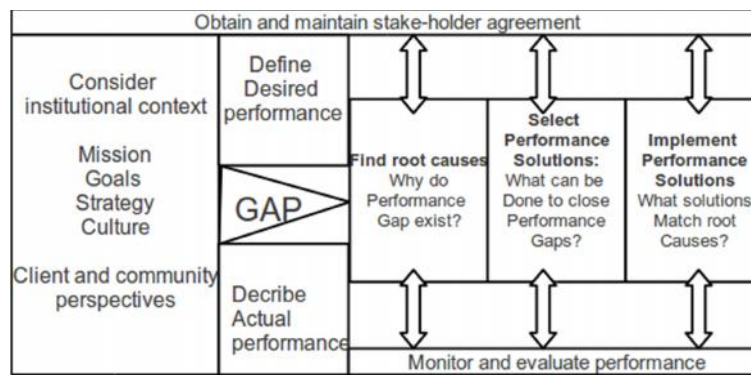 Obtain and maintain stake-holder agreement
Consider
institutional context
Mission
Goals
Strategy
Culture
Client and community
perspectives
Define
Desired
performance
GAP
Decribe
Actual
performance
Find root causes
Why do
Performance
Gap exist?
Select
Performance
Solutions:
What can be
Done to close
Performance
Gaps?
Implement
Performance
Solutions
What solutions
Match root
Causes?
Monitor and evaluate performance